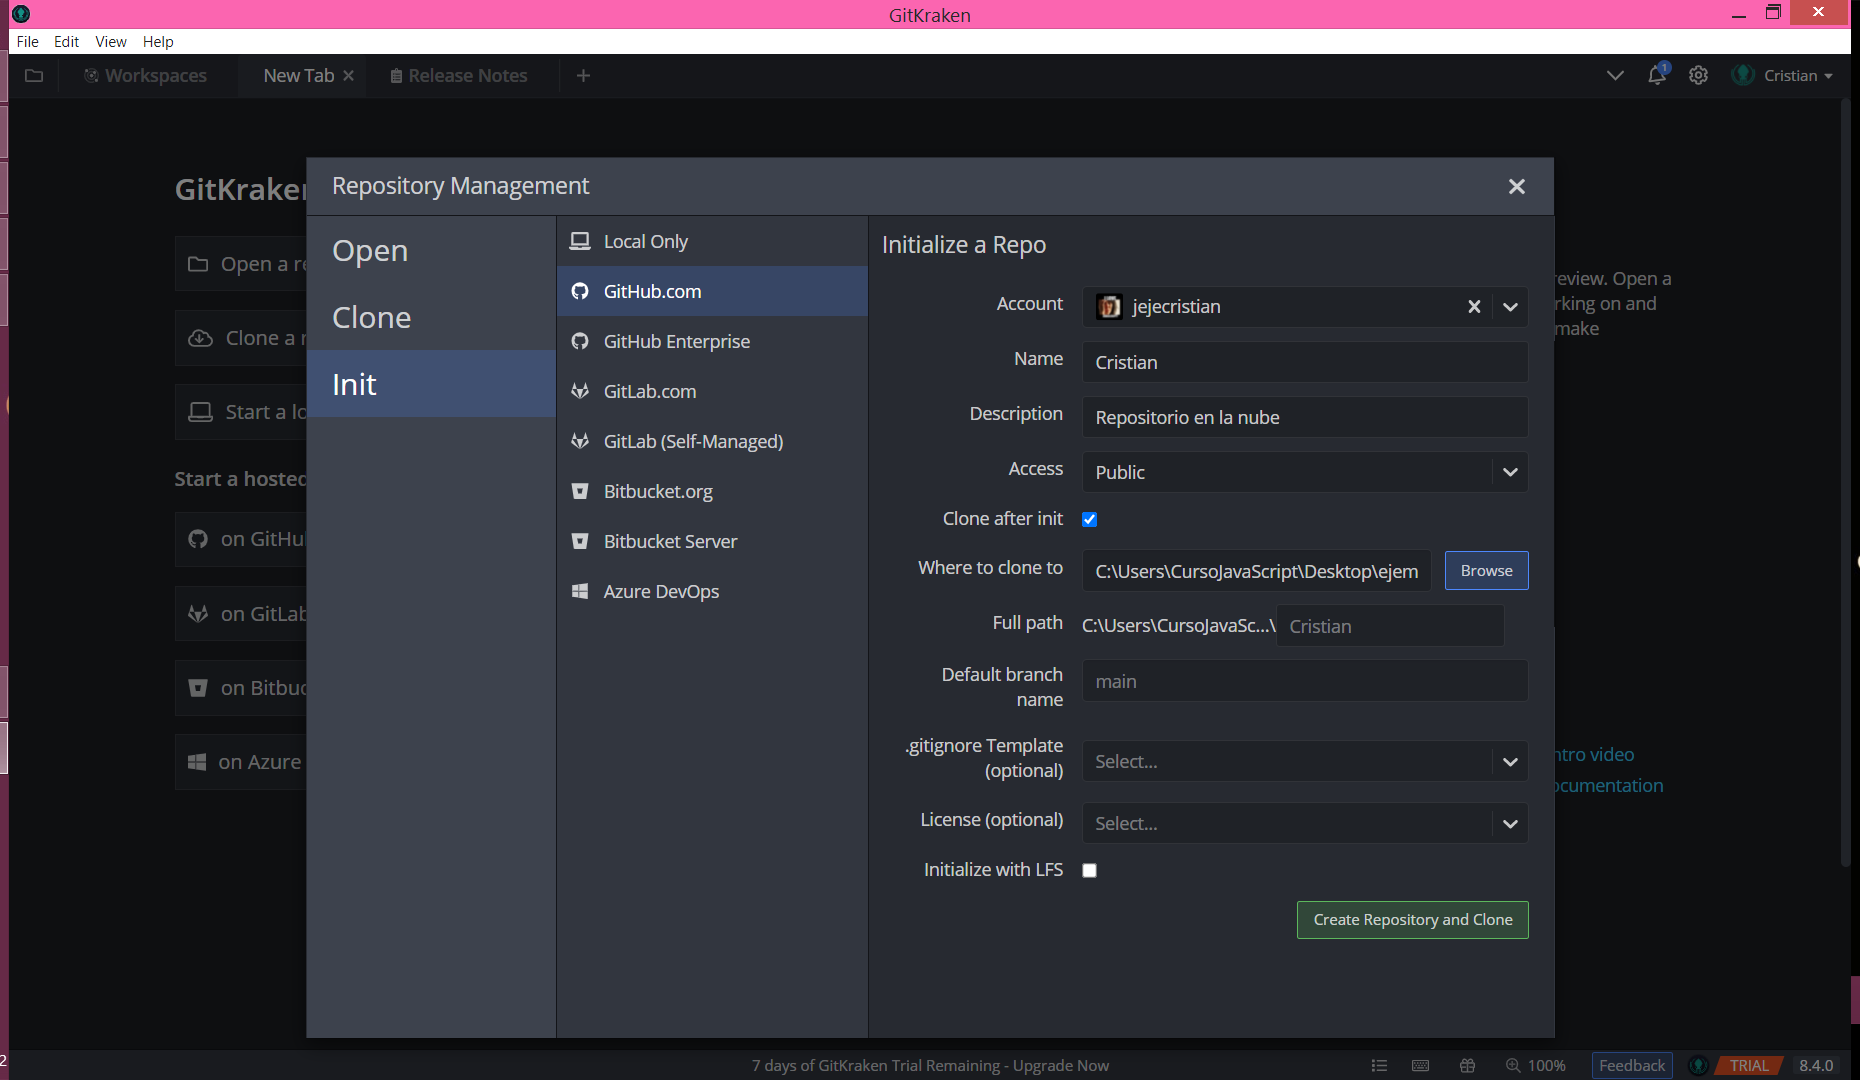 GitKraken
File Edit View Help
Workspaces New Tab Release Notes
1
Cristian
GitKraken
Open a re
Clone a r
Start a lo
Start a hosted
on GitHu
on GitLab
on Bitbuc
on Azure
Repository Management
Open
Clone
Init
Local Only
GitHub.com
GitHub Enterprise
GitLab.com
GitLab (Self-Managed)
Bitbucket.org
Bitbucket Server
Azure DevOps
Initialize a Repo
Account jejecristian
Name Cristian
Description Repositorio en la nube
Access Public
Clone after init
Where to clone to C:\Users\CursoJavaScript\Desktop\ejem Browse
Full path C:\Users\CursoJavaSc...\ Cristian
Default branch
name main
.gitignore Template
(optional) Select...
License (optional) Select...
Initialize with LFS
Create Repository and Clone
review. Open a
rking on and
make
ntro video
ocumentation
2
7 days of GitKraken Trial Remaining - Upgrade Now
100% Feedback TRIAL 8.4.0